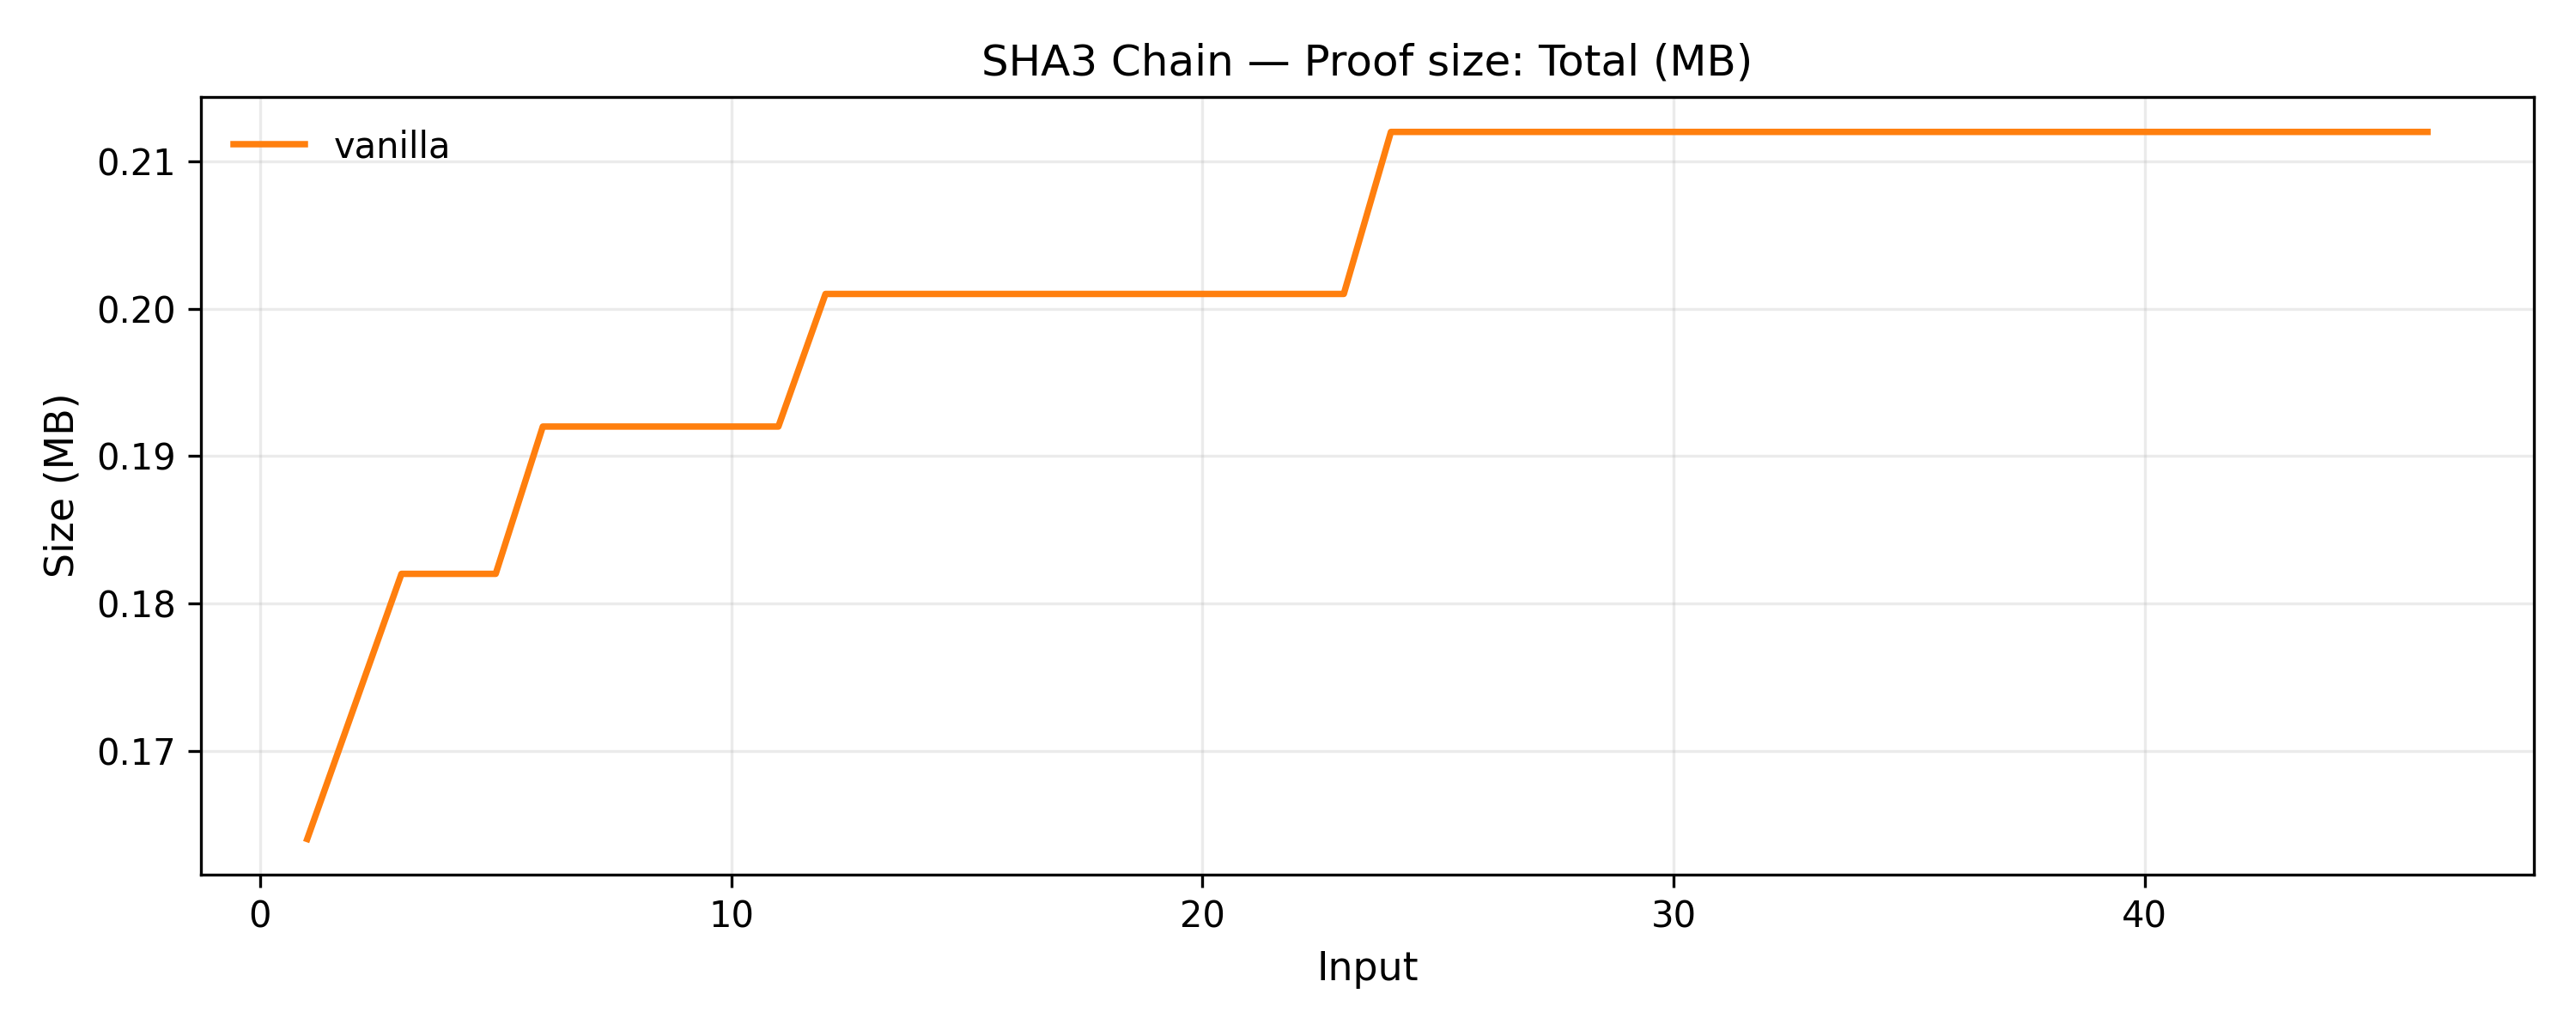 SHA3 Chain — Proof size: Total (MB)
vanilla
Size (MB)
0.21
0.20
0.19
0.18
0.17
0 10 20 30 40
Input